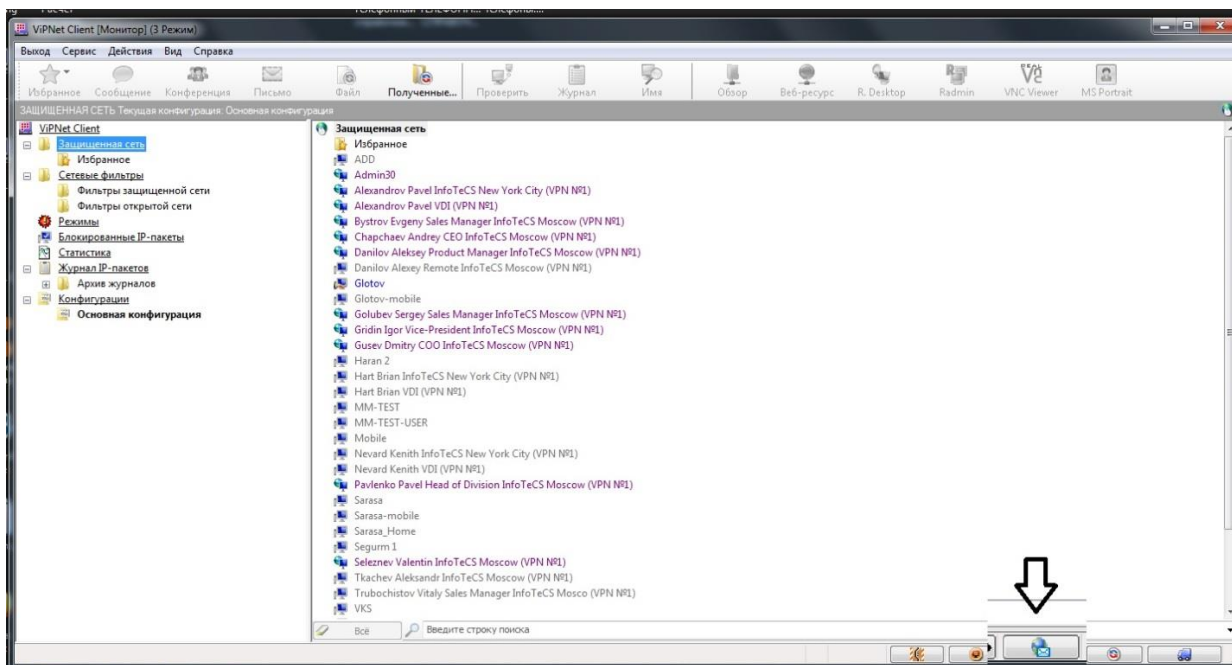 ViPNet Client [Монитор] (3 Режим)
Выход Сервис Действия Вид Справка
Избранное Сообщение Конференция Письмо Файл Полученные... Проверить Журнал Имя Обзор Веб-ресурс R. Desktop Radmin VNC Viewer MS Portrait
ЗАЩИЩЕННАЯ СЕТЬ Текущая конфигурация: Основная конфигурация
ViPNet Client
Защищенная сеть
Избранное
Сетевые фильтры
Фильтры защищенной сети
Фильтры открытой сети
Режимы
Блокированные IP-пакеты
Статистика
Журнал IP-пакетов
Архив журналов
Конфигурации
Основная конфигурация
Защищенная сеть
Избранное
ADD
Admin30
Alexandrov Pavel InfoTeCS New York City (VPN №1)
Alexandrov Pavel VDI (VPN №1)
Bystrov Evgeny Sales Manager InfoTeCS Moscow (VPN №1)
Chapchaev Andrey CEO InfoTeCS Moscow (VPN №1)
Danilov Aleksey Product Manager InfoTeCS Moscow (VPN №1)
Danilov Alexey Remote InfoTeCS Moscow (VPN №1)
Glotov
Glotov-mobile
Golubev Sergey Sales Manager InfoTeCS Moscow (VPN №1)
Gridin Igor Vice-President InfoTeCS Moscow (VPN №1)
Gusev Dmitry COO InfoTeCS Moscow (VPN №1)
Haran 2
Hart Brian InfoTeCS New York City (VPN №1)
Hart Brian VDI (VPN №1)
MM-TEST
MM-TEST-USER
Mobile
Nevard Kenith InfoTeCS New York City (VPN №1)
Nevard Kenith VDI (VPN №1)
Pavlenko Pavel Head of Division InfoTeCS Moscow (VPN №1)
Sarasa
Sarasa-mobile
Sarasa_Home
Segurm 1
Seleznev Valentin InfoTeCS Moscow (VPN №1)
Tkachev Aleksandr InfoTeCS Moscow (VPN №1)
Trubochistov Vitaly Sales Manager InfoTeCS Mosco (VPN №1)
VKS
Всё Введите строку поиска